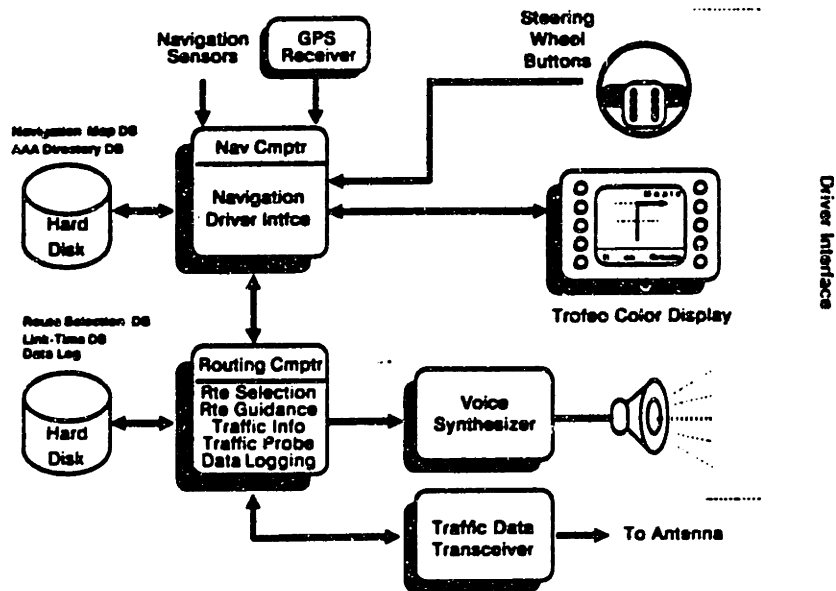 Navigation
Sensors
GPS
Receiver
Steering
Wheel
Buttons
Navigation Map DB
AAA Directory DB
Hard
Disk
Nav Cmptr
Navigation
Driver Intfce
Trofeo Color Display
Driver Interface
Route Selection DB
Link-Time DB
Data Log
Hard
Disk
Routing Cmptr
Rte Selection
Rte Guidance
Traffic Info
Traffic Probe
Data Logging
Voice
Synthesizer
Traffic Data
Transceiver
To Antenna